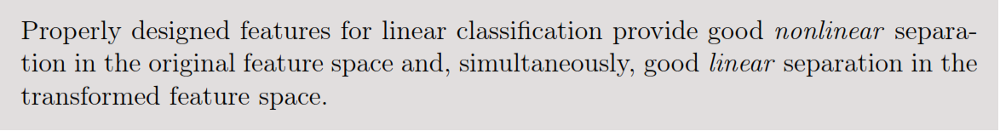 Properly designed features for linear classification provide good nonlinear separa-
tion in the original feature space and, simultaneously, good linear separation in the
transformed feature space.